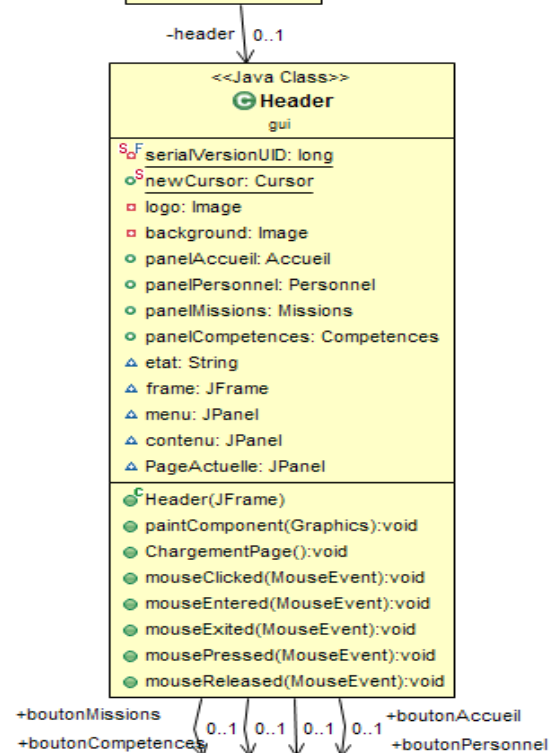 -header 0..1
<<Java Class>>
Header
gui
serialVersionUID: long
newCursor: Cursor
logo: Image
background: Image
panelAccueil: Accueil
panelPersonnel: Personnel
panelMissions: Missions
panelCompetences: Competences
etat: String
frame: JFrame
menu: JPanel
contenu: JPanel
PageActuelle: JPanel
Header(JFrame)
paintComponent(Graphics):void
ChargementPage():void
mouseClicked(MouseEvent):void
mouseEntered(MouseEvent):void
mouseExited(MouseEvent):void
mousePressed(MouseEvent):void
mouseReleased(MouseEvent):void
+boutonMissions 0..1 0..1 0..1 0..1 +boutonAccueil
+boutonCompetences +boutonPersonnel